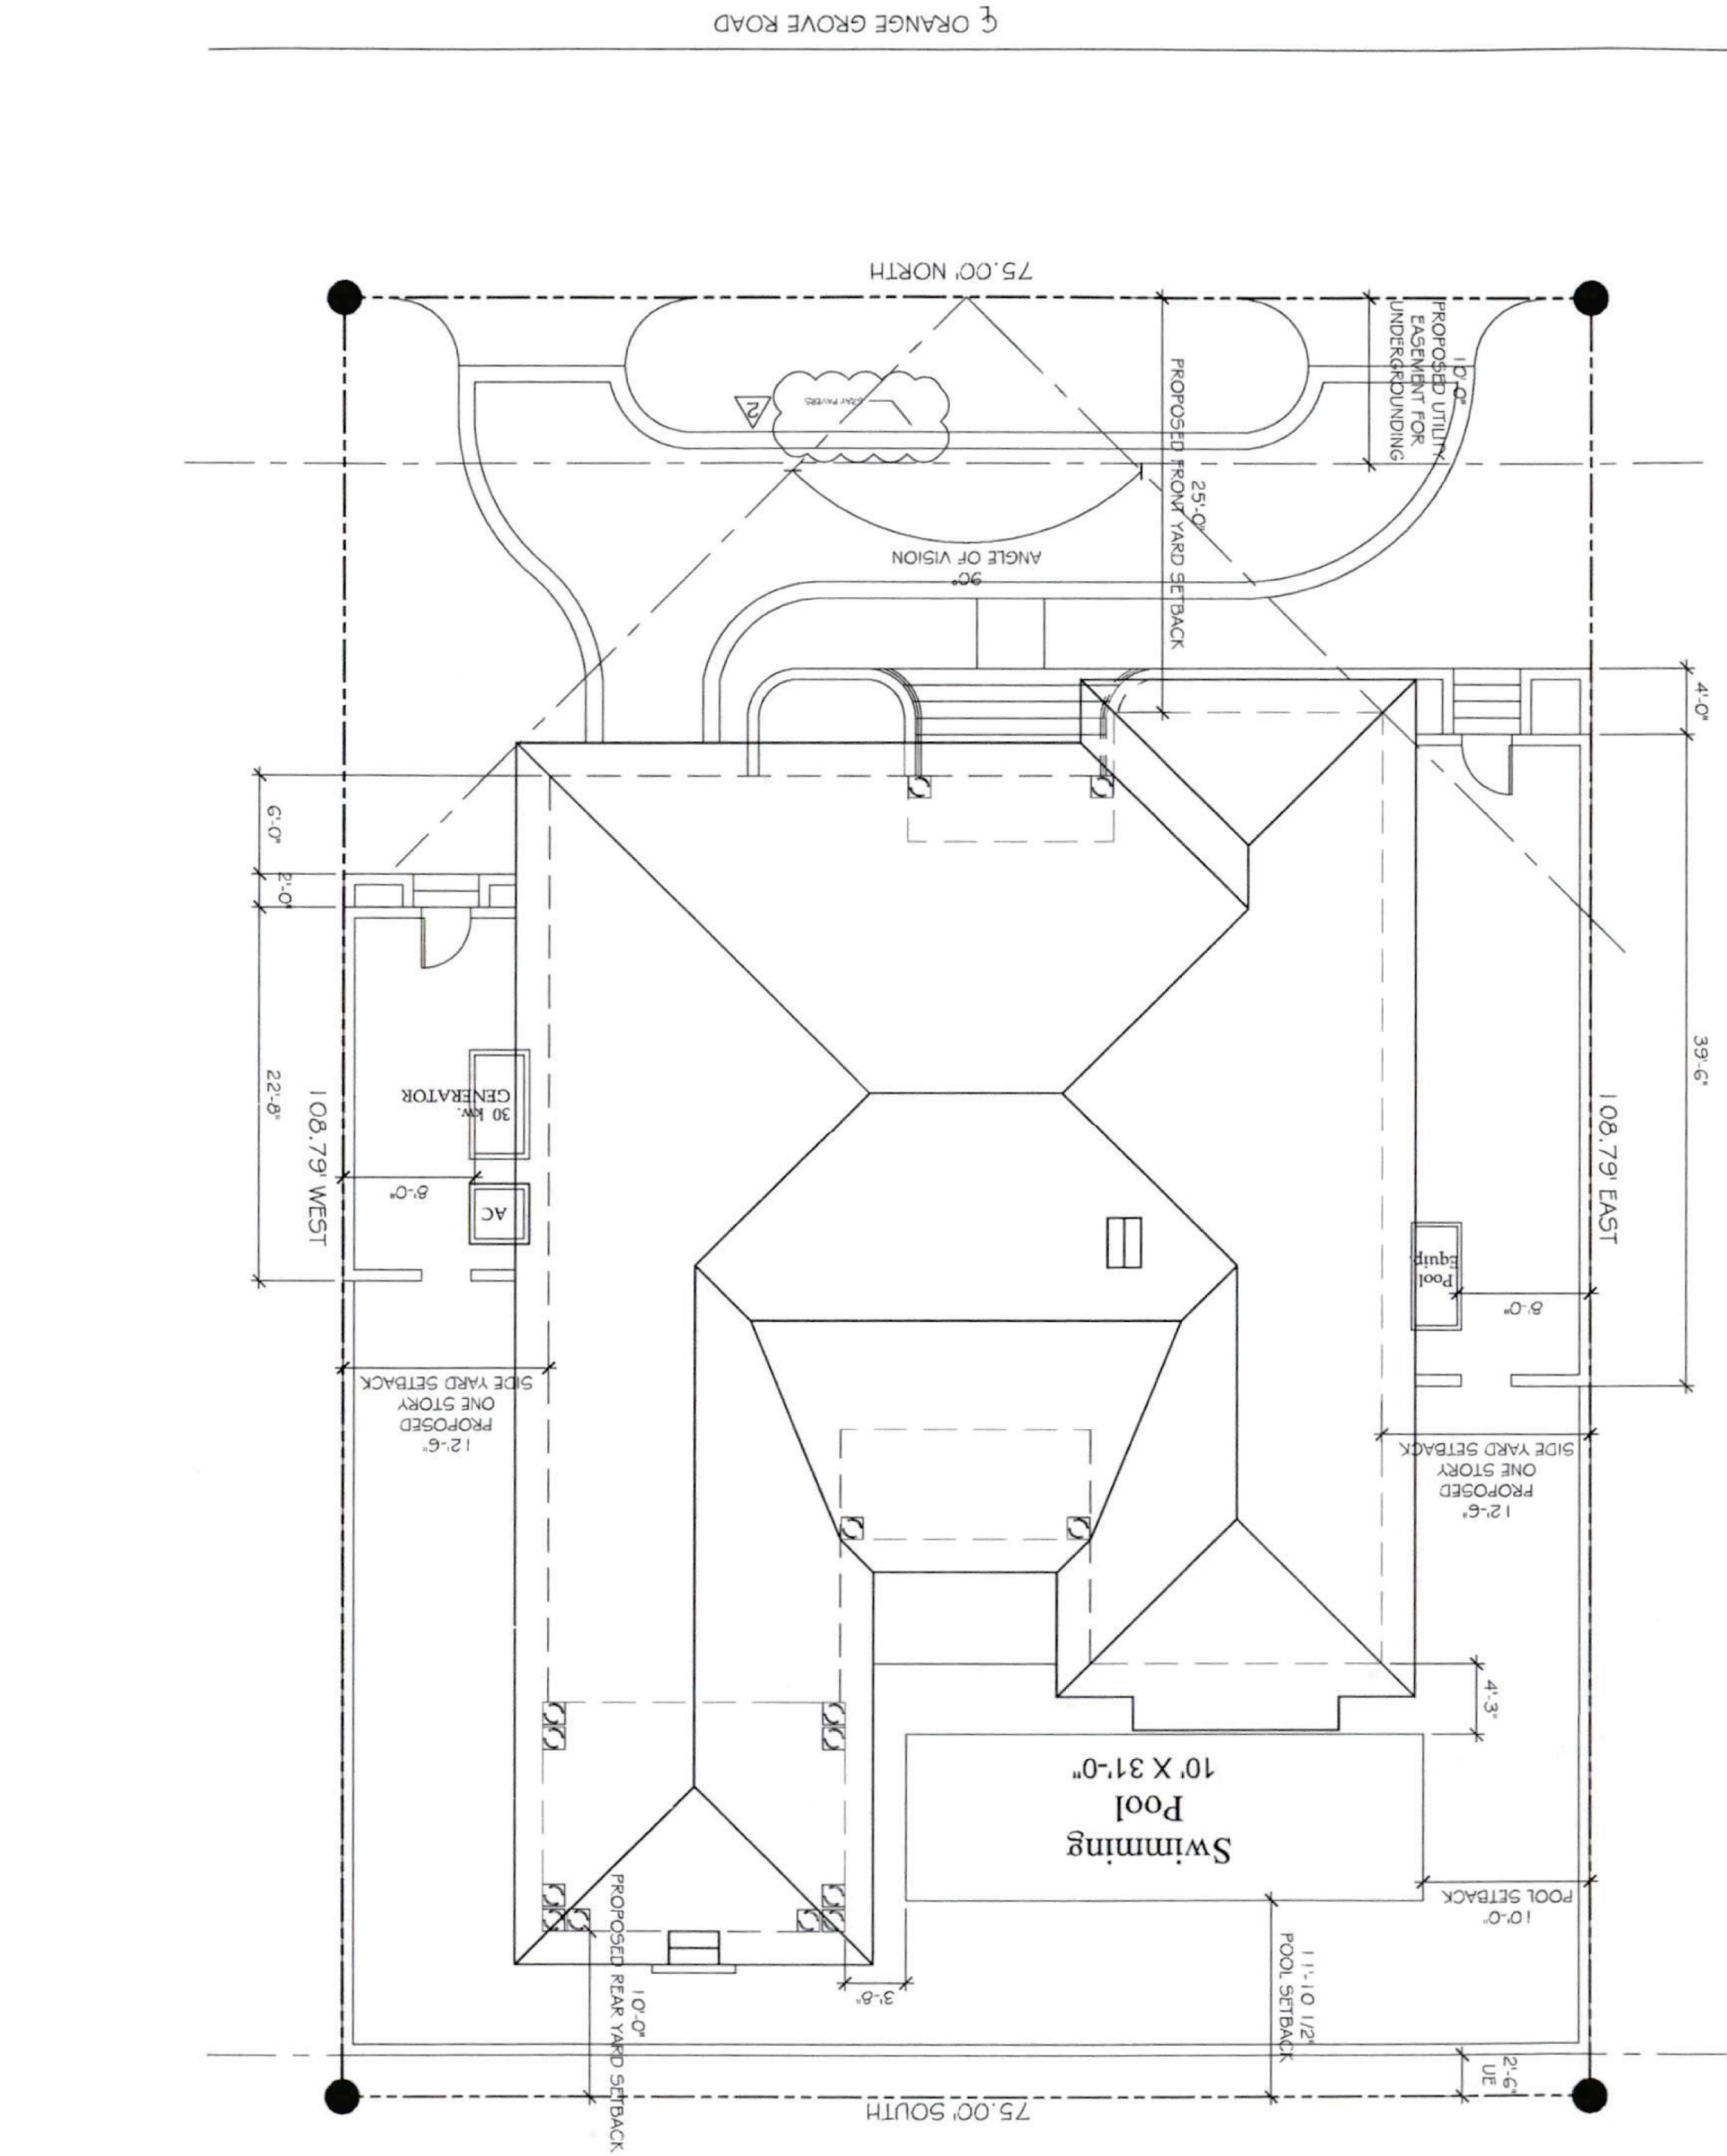 ℄ ORANGE GROVE ROAD
75.00' NORTH
10'-0"
PROPOSED UTILITY
EASEMENT FOR
UNDERGROUNDING
GRAY PAVERS
2
25'-0"
PROPOSED FRONT YARD SETBACK
90°
ANGLE OF VISION
4'-0"
6'-0"
2'-0"
39'-6"
22'-8"
30 kw.
GENERATOR
108.79' WEST
108.79' EAST
8'-0"
AC
Pool
Equip.
8'-0"
12'-6"
PROPOSED
ONE STORY
SIDE YARD SETBACK
12'-6"
PROPOSED
ONE STORY
SIDE YARD SETBACK
4'-3"
Swimming
Pool
10' X 31'-0"
10'-0"
POOL SETBACK
3'-8"
10'-0"
PROPOSED REAR YARD SETBACK
11'-10 1/2"
POOL SETBACK
2'-6"
UE
75.00' SOUTH